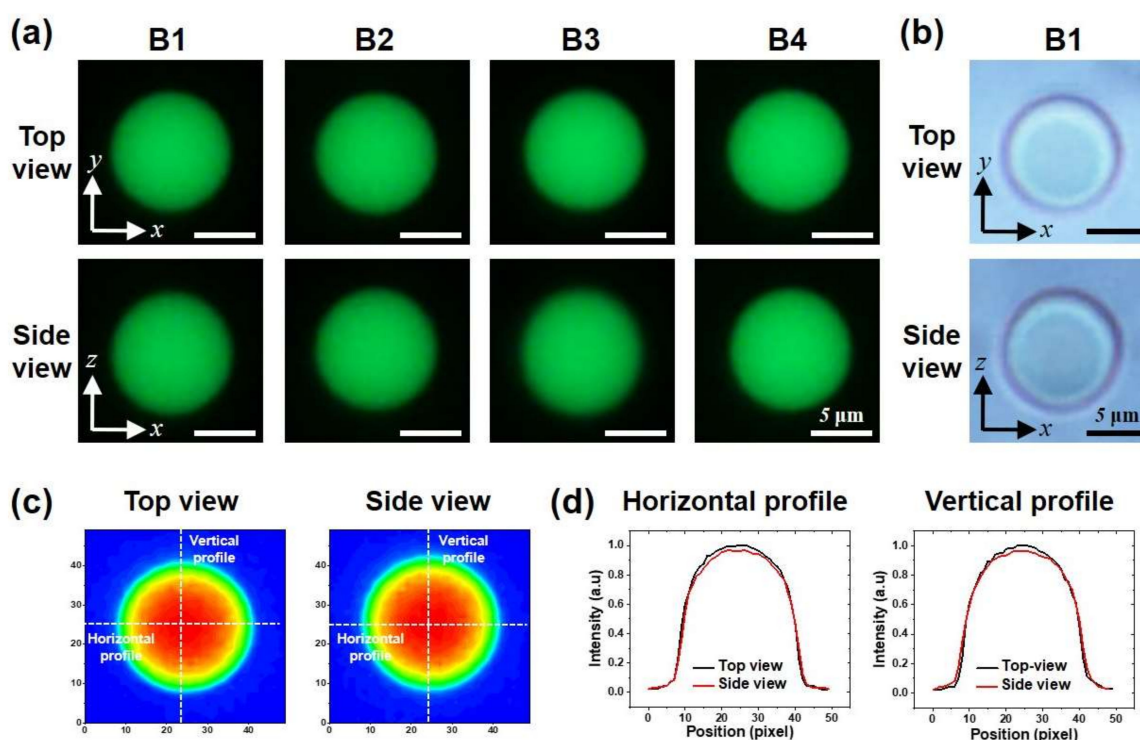 (a)
B1 B2 B3 B4
(b)
B1
Top
view
y
x
y
x
Side
view
z
x
5 µm
z
x
5 µm
(c)
Top view Side view
Vertical
profile
Horizontal
profile
50
40
30
20
10
0
0 10 20 30 40
Vertical
profile
Horizontal
profile
50
40
30
20
10
0
0 10 20 30 40
(d)
Horizontal profile Vertical profile
Intensity (a.u)
1.0
0.8
0.6
0.4
0.2
0.0
Top view
Side view
0 10 20 30 40 50
Position (pixel)
Intensity (a.u)
1.0
0.8
0.6
0.4
0.2
0.0
Top-view
Side view
0 10 20 30 40 50
Position (pixel)